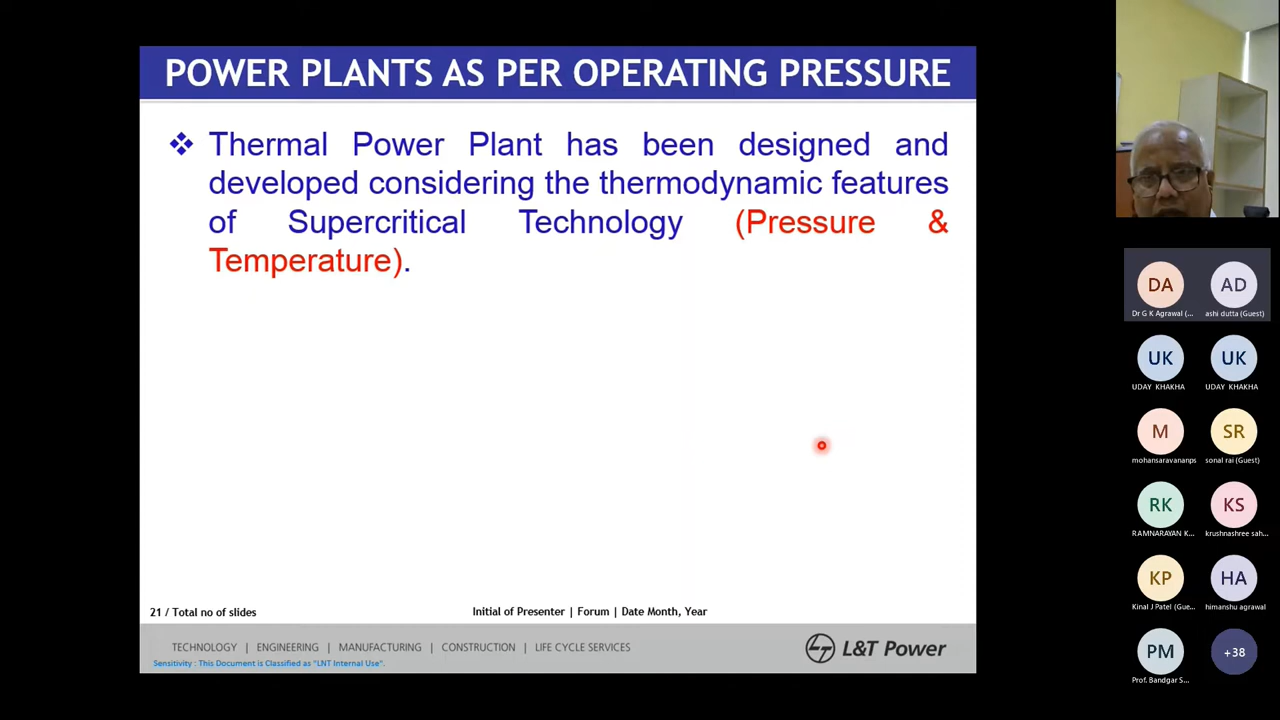 POWER PLANTS AS PER OPERATING PRESSURE
❖ Thermal Power Plant has been designed and
developed considering the thermodynamic features
of Supercritical Technology (Pressure &
Temperature).
21 / Total no of slides
Initial of Presenter | Forum | Date Month, Year
TECHNOLOGY | ENGINEERING | MANUFACTURING | CONSTRUCTION | LIFE CYCLE SERVICES
Sensitivity : This Document is Classified as "LNT Internal Use".
L&T Power
DA
AD
Dr G K Agrawal (...
ashi dutta (Guest)
UK
UK
UDAY KHAKHA
UDAY KHAKHA
M
SR
mohansaravananps
sonal rai (Guest)
RK
KS
RAMNARAYAN K...
krushnashree sah...
KP
HA
Kinal J Patel (Gue...
himanshu agrawal
PM
+38
Prof. Bandgar S...